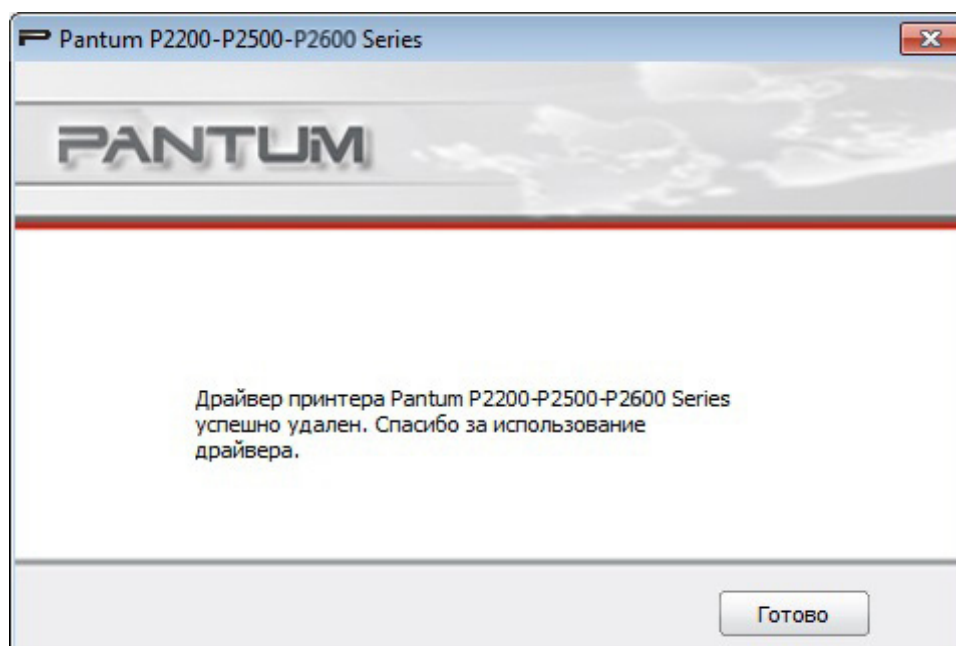 Pantum P2200-P2500-P2600 Series
PANTUM
Драйвер принтера Pantum P2200-P2500-P2600 Series
успешно удален. Спасибо за использование
драйвера.
Готово